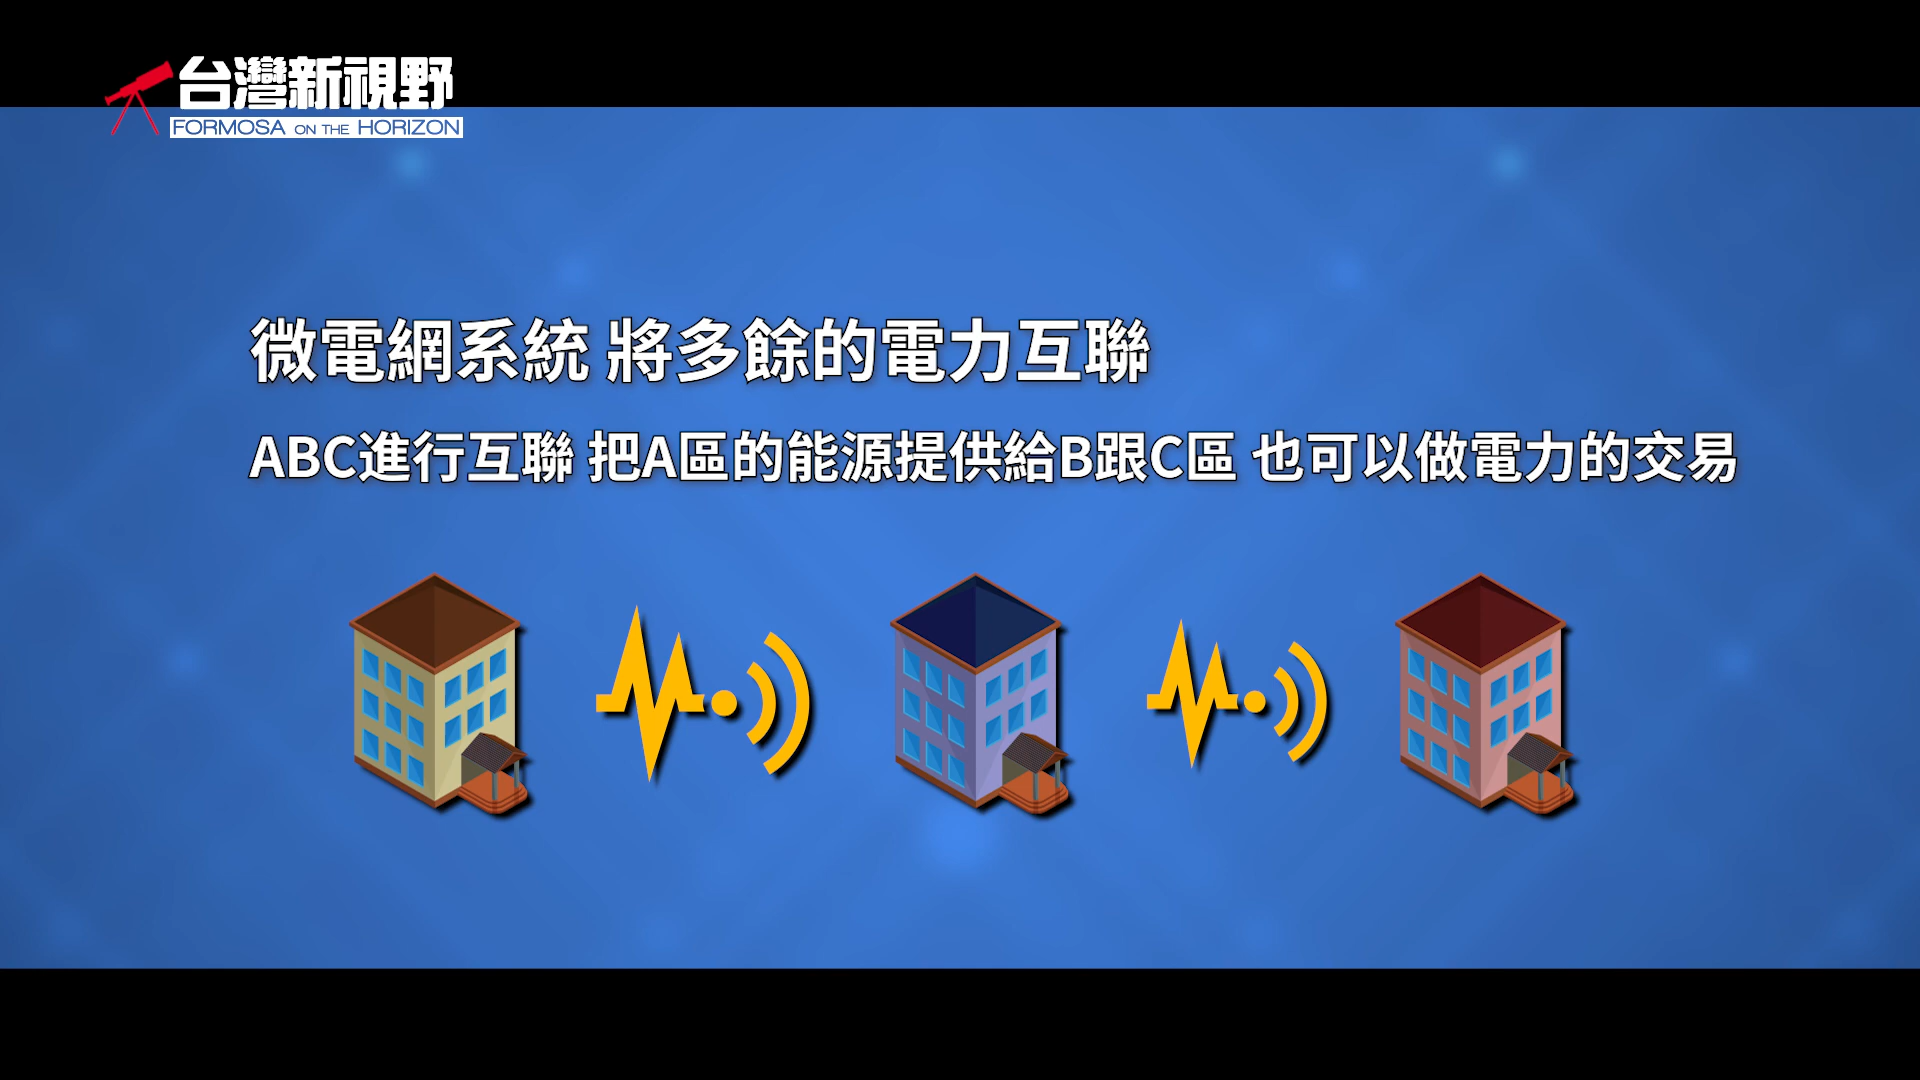 台灣新視野
FORMOSA ON THE HORIZON
微電網系統 將多餘的電力互聯
ABC進行互聯 把A區的能源提供給B跟C區 也可以做電力的交易